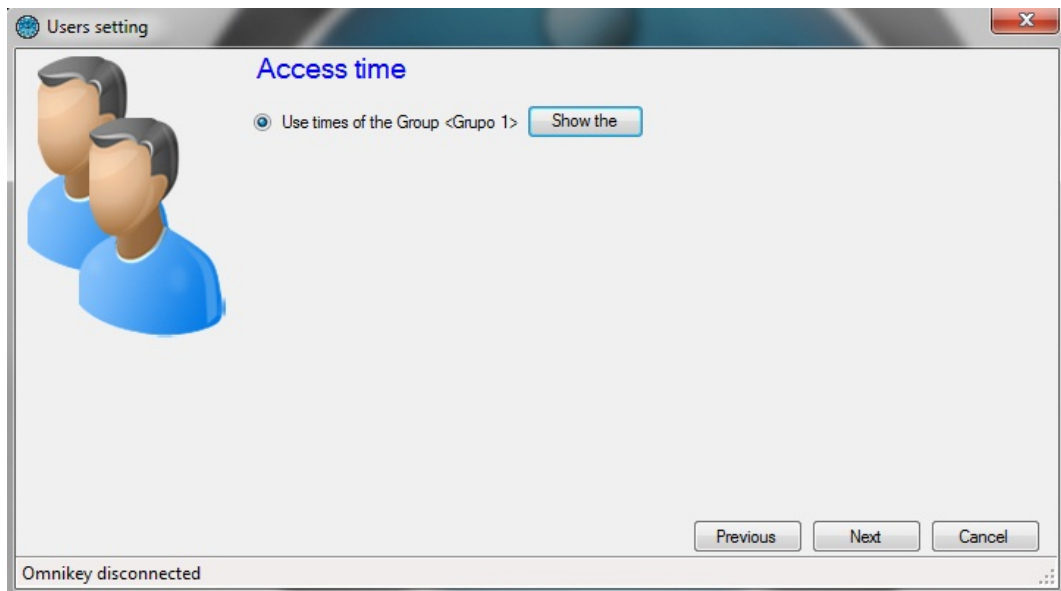 Users setting
Access time
Use times of the Group <Grupo 1> Show the
Previous Next Cancel
Omnikey disconnected